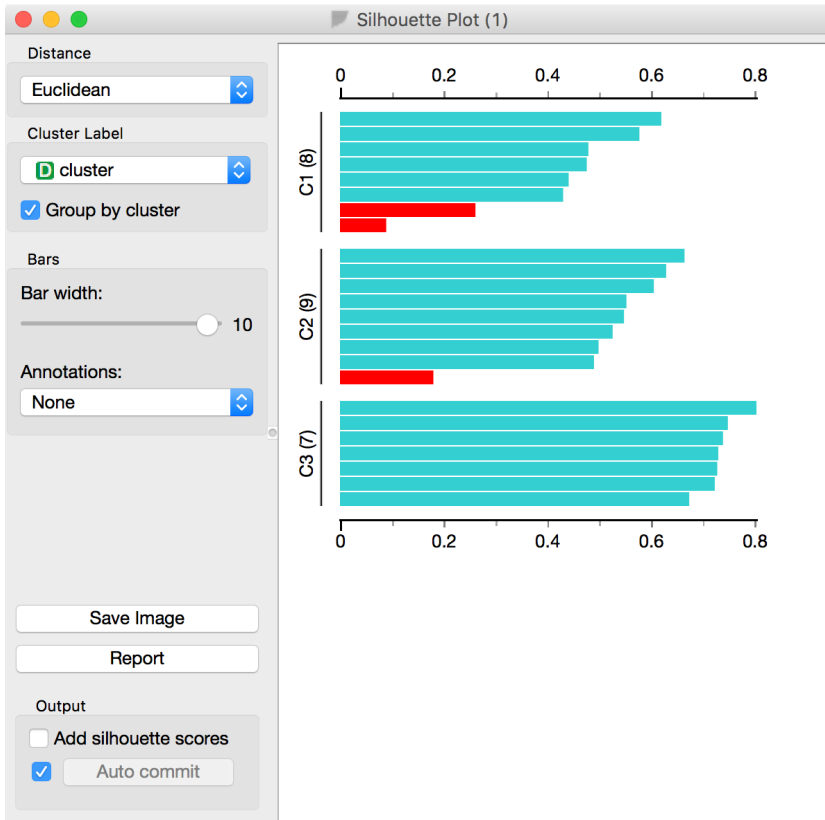 Silhouette Plot (1)
Distance
Euclidean
Cluster Label
D cluster
Group by cluster
Bars
Bar width:
10
Annotations:
None
Save Image
Report
Output
Add silhouette scores
Auto commit
0 0.2 0.4 0.6 0.8
C1 (8)
C2 (9)
C3 (7)
0 0.2 0.4 0.6 0.8